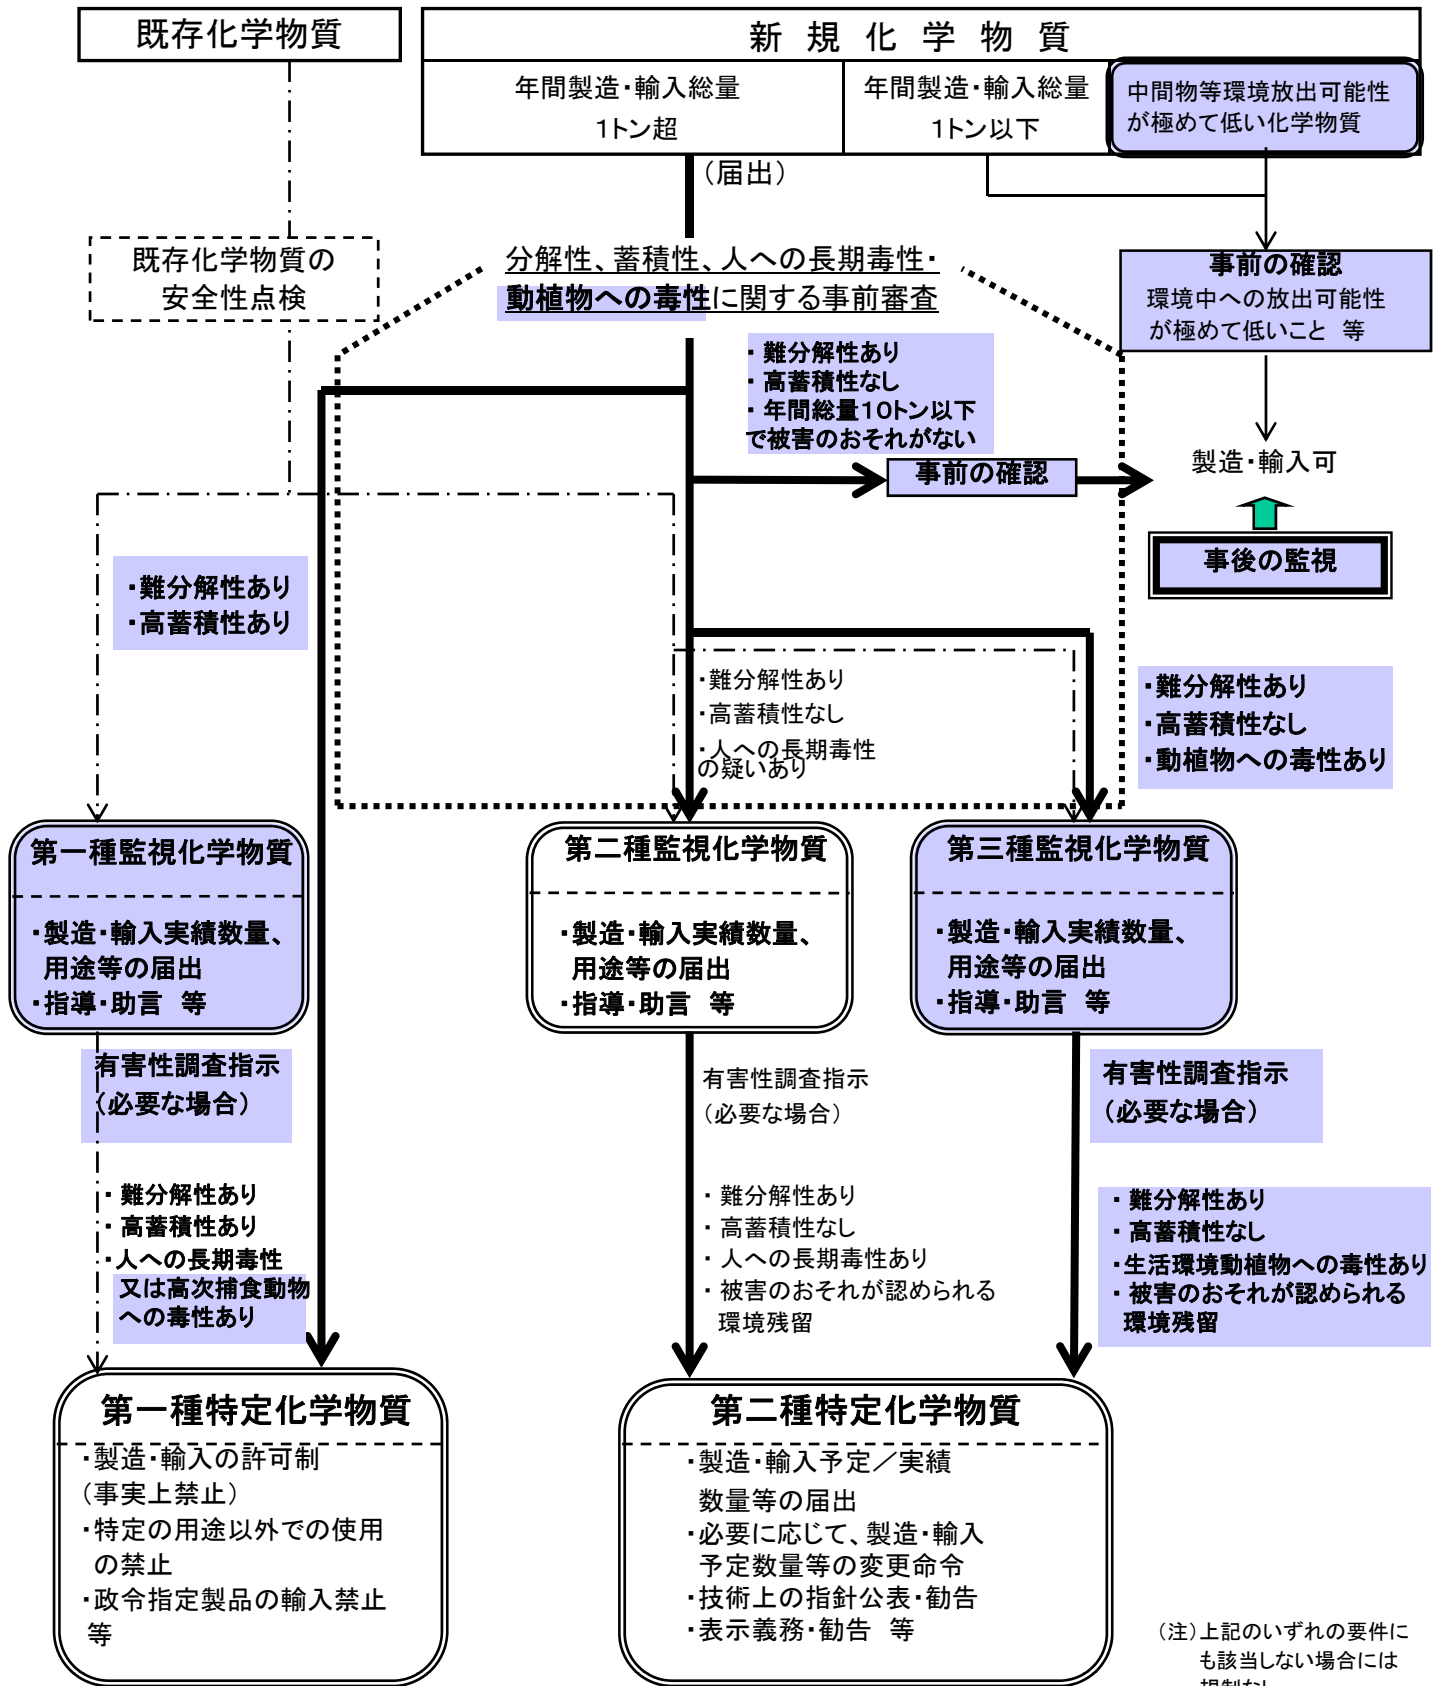 既存化学物質
新規化学物質
年間製造・輸入総量
1トン超
年間製造・輸入総量
1トン以下
中間物等環境放出可能性
が極めて低い化学物質
（届出）
既存化学物質の
安全性点検
分解性、蓄積性、人への長期毒性・
動植物への毒性に関する事前審査
事前の確認
環境中への放出可能性
が極めて低いこと 等
・難分解性あり
・高蓄積性なし
・年間総量10トン以下
で被害のおそれがない
事前の確認
製造・輸入可
事後の監視
・難分解性あり
・高蓄積性あり
・難分解性あり
・高蓄積性なし
・人への長期毒性
の疑いあり
・難分解性あり
・高蓄積性なし
・動植物への毒性あり
第一種監視化学物質
・製造・輸入実績数量、
用途等の届出
・指導・助言 等
第二種監視化学物質
・製造・輸入実績数量、
用途等の届出
・指導・助言 等
第三種監視化学物質
・製造・輸入実績数量、
用途等の届出
・指導・助言 等
有害性調査指示
（必要な場合）
有害性調査指示
（必要な場合）
有害性調査指示
（必要な場合）
・難分解性あり
・高蓄積性あり
・人への長期毒性
又は高次捕食動物
への毒性あり
・難分解性あり
・高蓄積性なし
・人への長期毒性あり
・被害のおそれが認められる
環境残留
・難分解性あり
・高蓄積性なし
・生活環境動植物への毒性あり
・被害のおそれが認められる
環境残留
第一種特定化学物質
・製造・輸入の許可制
（事実上禁止）
・特定の用途以外での使用
の禁止
・政令指定製品の輸入禁止
等
第二種特定化学物質
・製造・輸入予定／実績
数量等の届出
・必要に応じて、製造・輸入
予定数量等の変更命令
・技術上の指針公表・勧告
・表示義務・勧告 等
（注）上記のいずれの要件に
も該当しない場合には
規制なし